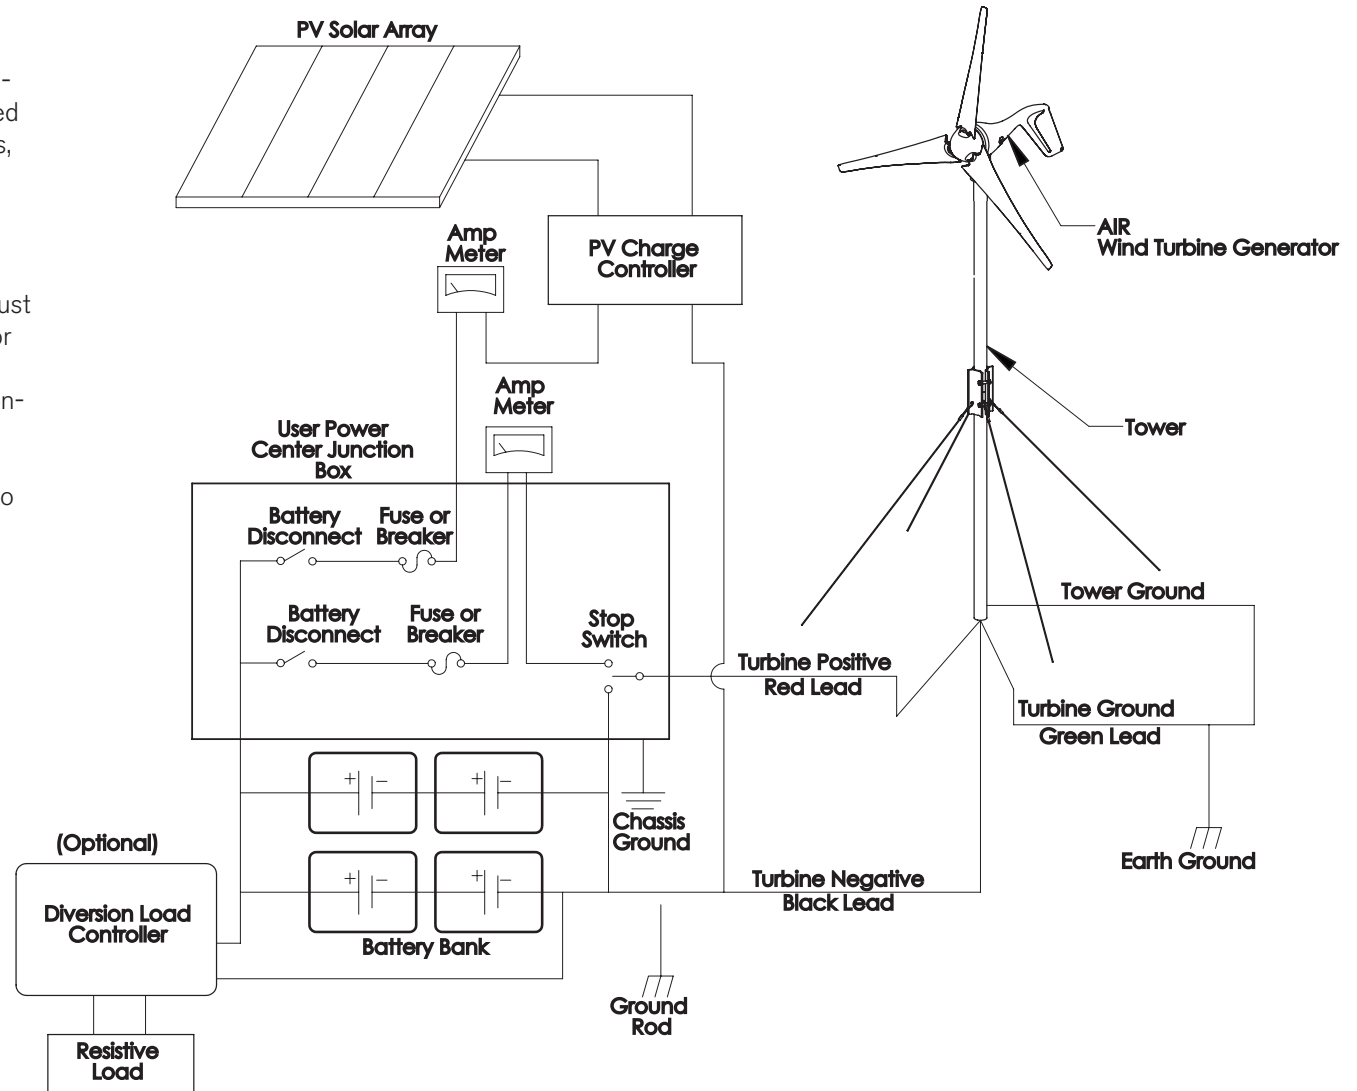 PV Solar Array
-
ed
s,
ust
or
n-
o
Amp
Meter
PV Charge
Controller
AIR
Wind Turbine Generator
Amp
Meter
Tower
User Power
Center Junction
Box
Battery
Disconnect
Fuse or
Breaker
Battery
Disconnect
Fuse or
Breaker
Stop
Switch
Tower Ground
Turbine Positive
Red Lead
Turbine Ground
Green Lead
+ -
+ -
Chassis
Ground
Earth Ground
(Optional)
Diversion Load
Controller
+ -
+ -
Battery Bank
Turbine Negative
Black Lead
Ground
Rod
Resistive
Load